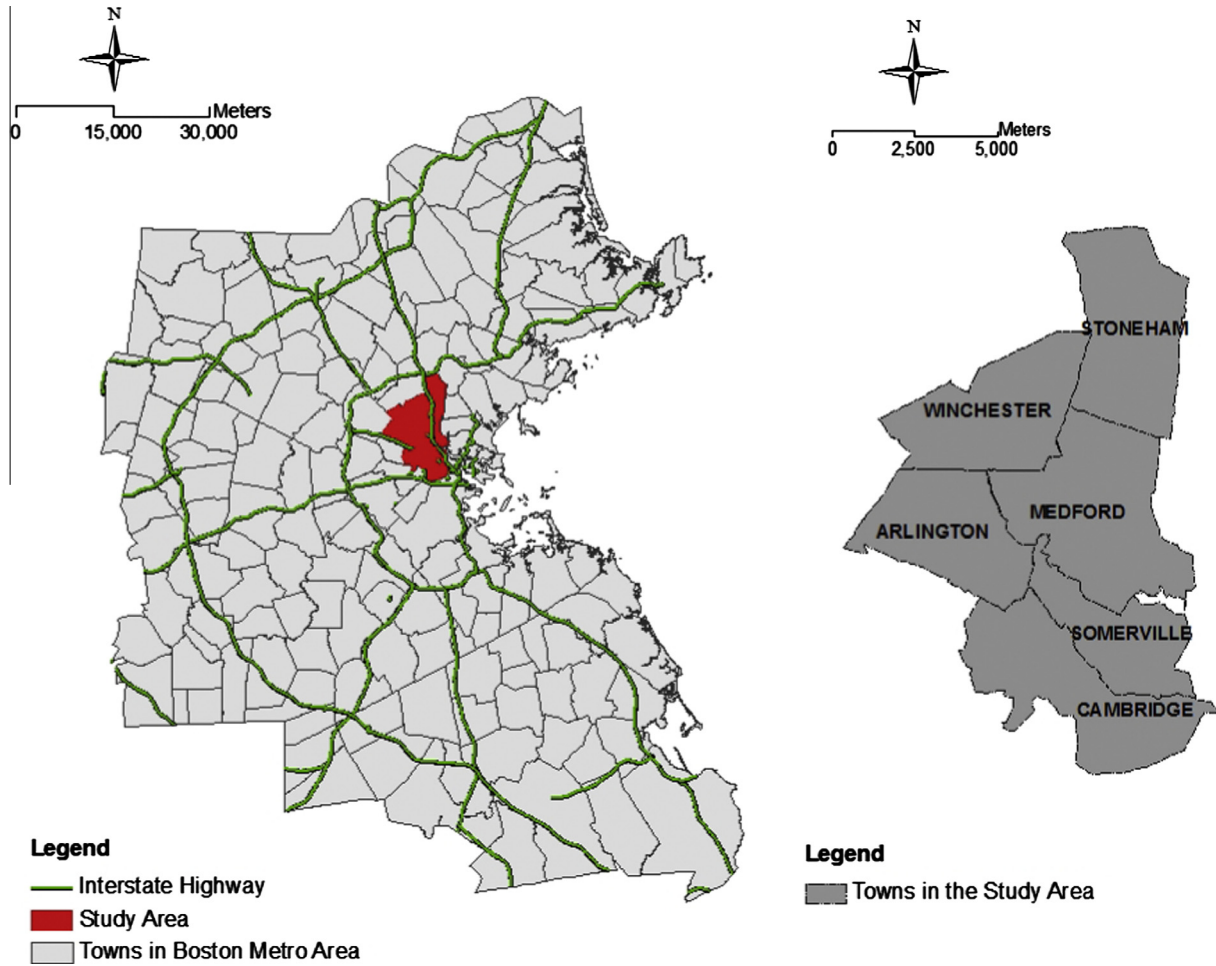 N
Meters
0 15,000 30,000
Legend
Interstate Highway
Study Area
Towns in Boston Metro Area
N
Meters
0 2,500 5,000
STONEHAM
WINCHESTER
MEDFORD
ARLINGTON
SOMERVILLE
CAMBRIDGE
Legend
Towns in the Study Area